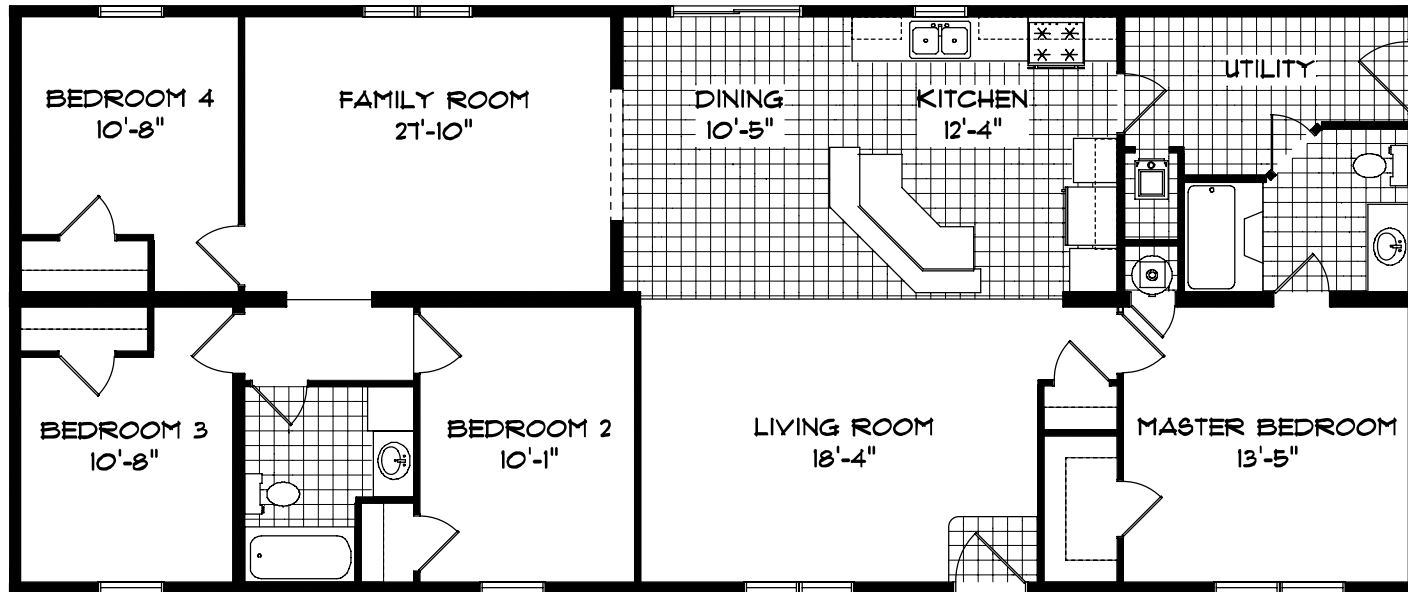 BEDROOM 4
10'-8"
FAMILY ROOM
27'-10"
DINING
10'-5"
KITCHEN
12'-4"
UTILITY
BEDROOM 3
10'-8"
BEDROOM 2
10'-1"
LIVING ROOM
18'-4"
MASTER BEDROOM
13'-5"